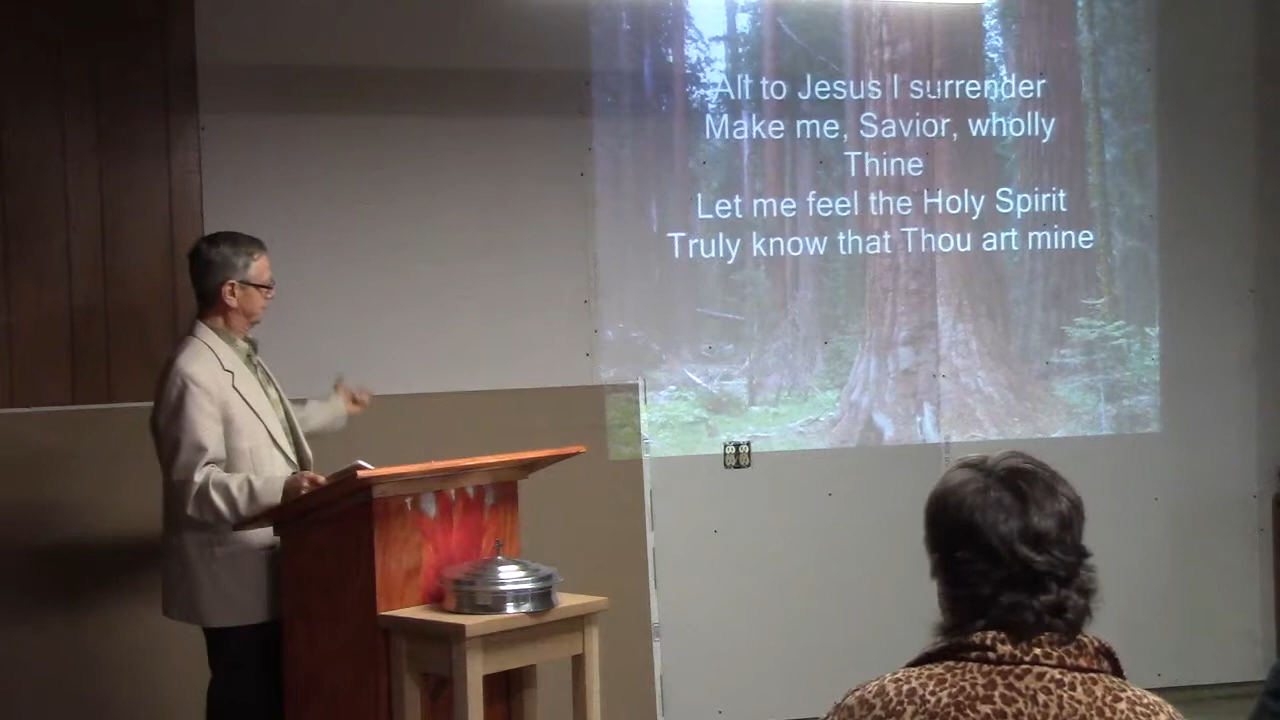 All to Jesus I surrender
Make me, Savior, wholly
Thine
Let me feel the Holy Spirit
Truly know that Thou art mine